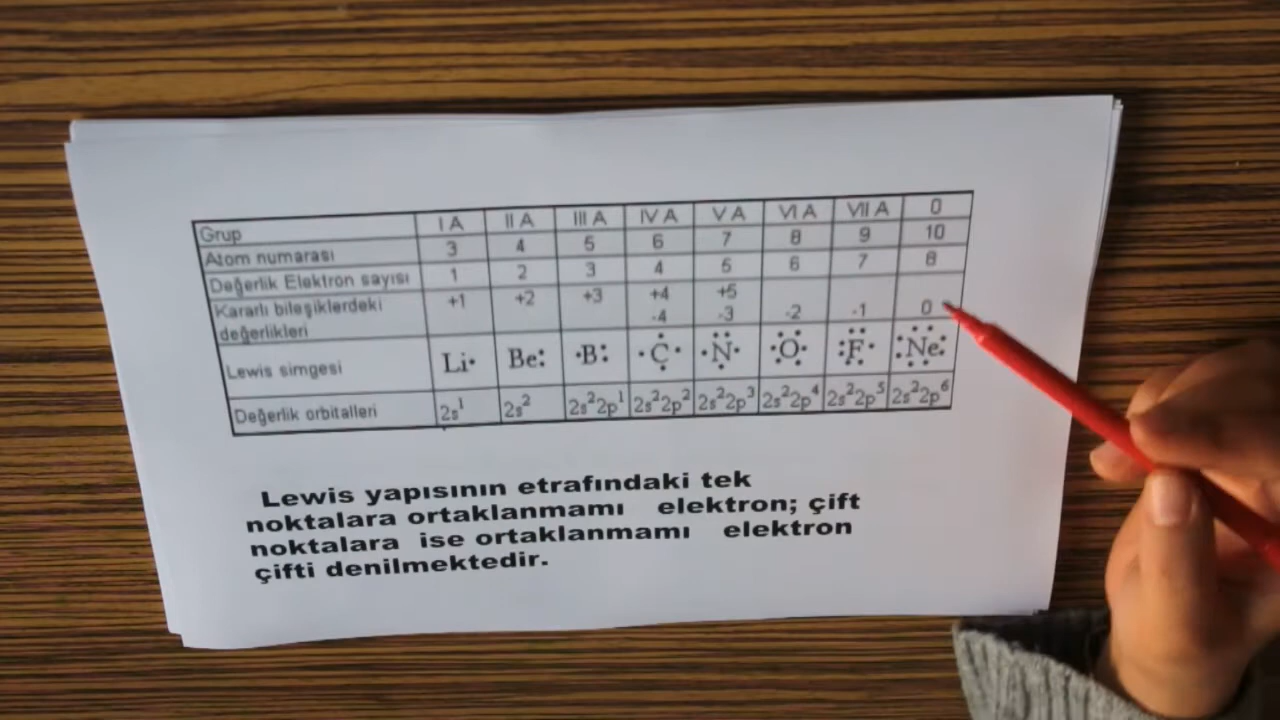 Grup I A II A III A IV A V A VI A VII A 0
Atom numarası 3 4 5 6 7 8 9 10
Değerlik Elektron sayısı 1 2 3 4 5 6 7 8
Kararlı bileşiklerdeki +1 +2 +3 +4 +5
değerlikleri -4 -3 -2 -1 0
Lewis simgesi Li· Be: ·B: ·C· ·N· :O: :F· :Ne:
Değerlik orbitalleri 2s¹ 2s² 2s²2p¹ 2s²2p² 2s²2p³ 2s²2p⁴ 2s²2p⁵ 2s²2p⁶
Lewis yapısının etrafındaki tek
noktalara ortaklanmamı elektron; çift
noktalara ise ortaklanmamı elektron
çifti denilmektedir.